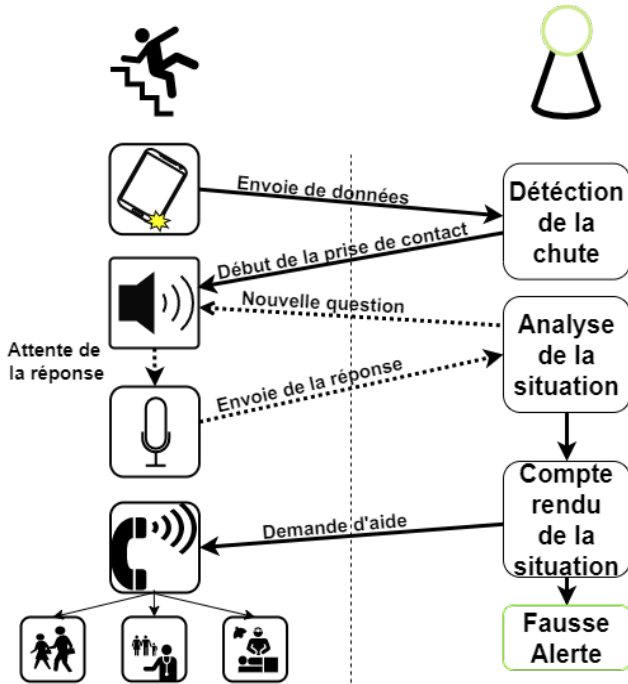 Envoie de données
Détéction
de la
chute
Début de la prise de contact
Nouvelle question
Analyse
de la
situation
Attente de
la réponse
Envoie de la réponse
Compte
rendu
de la
situation
Demande d'aide
Fausse
Alerte